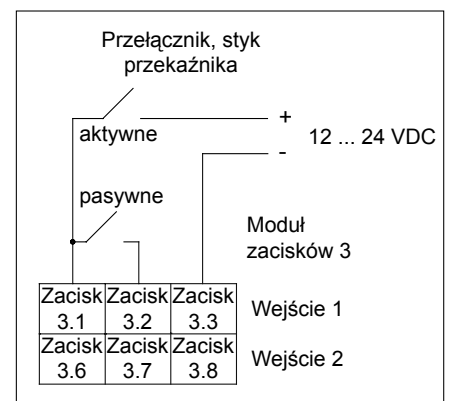 Przełącznik, styk
przekaźnika
+
aktywne
12 ... 24 VDC
-
pasywne
Moduł
zacisków 3
Zacisk Zacisk Zacisk
3.1 3.2 3.3
Wejście 1
Zacisk Zacisk Zacisk
3.6 3.7 3.8
Wejście 2